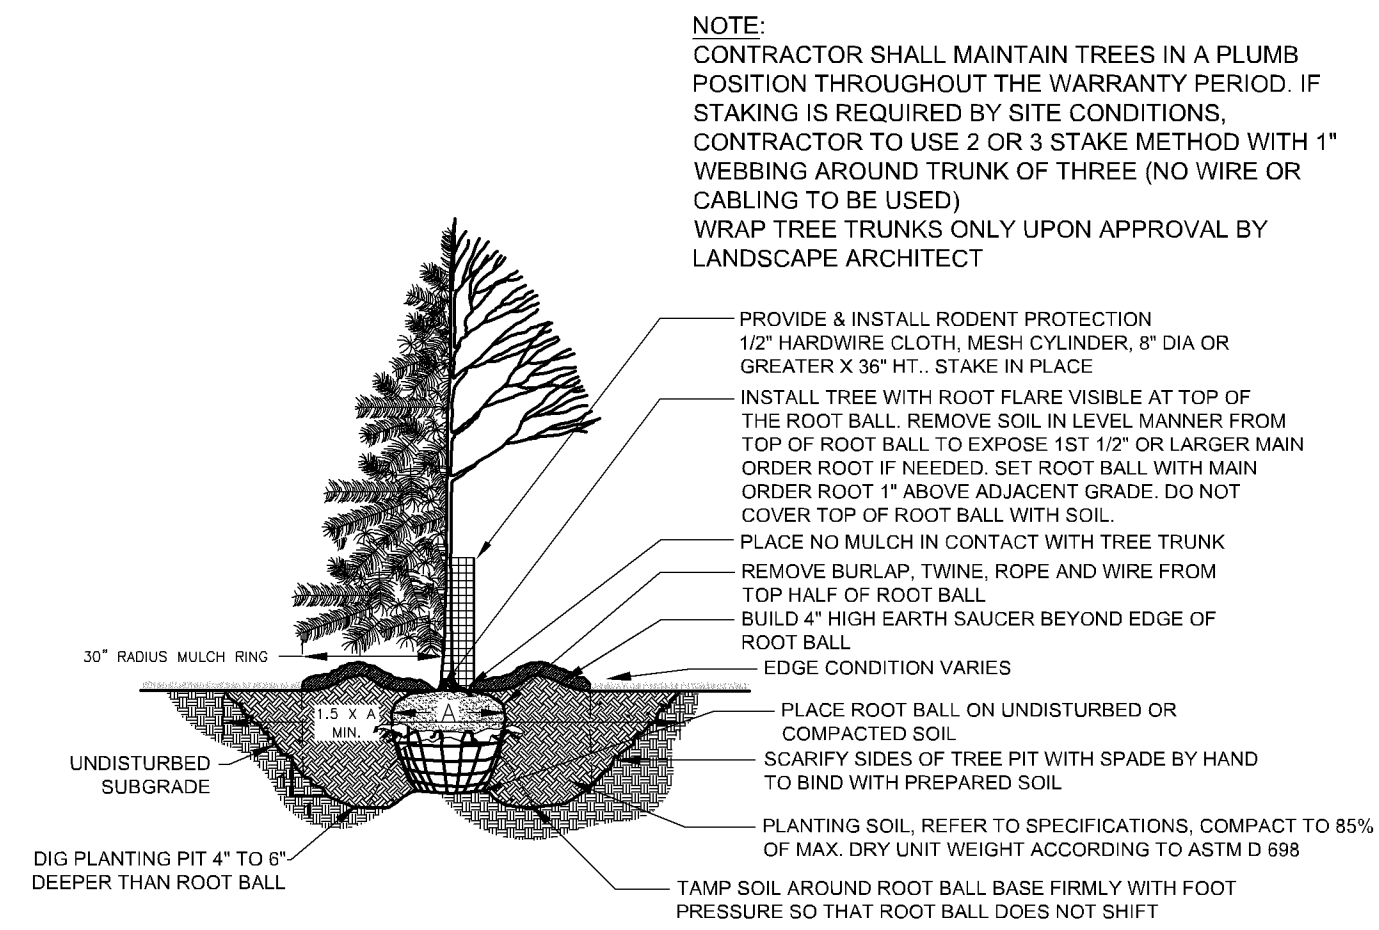 NOTE:
CONTRACTOR SHALL MAINTAIN TREES IN A PLUMB
POSITION THROUGHOUT THE WARRANTY PERIOD. IF
STAKING IS REQUIRED BY SITE CONDITIONS,
CONTRACTOR TO USE 2 OR 3 STAKE METHOD WITH 1"
WEBBING AROUND TRUNK OF THREE (NO WIRE OR
CABLING TO BE USED)
WRAP TREE TRUNKS ONLY UPON APPROVAL BY
LANDSCAPE ARCHITECT
PROVIDE & INSTALL RODENT PROTECTION
1/2" HARDWIRE CLOTH, MESH CYLINDER, 8" DIA OR
GREATER X 36" HT.. STAKE IN PLACE
INSTALL TREE WITH ROOT FLARE VISIBLE AT TOP OF
THE ROOT BALL. REMOVE SOIL IN LEVEL MANNER FROM
TOP OF ROOT BALL TO EXPOSE 1ST 1/2" OR LARGER MAIN
ORDER ROOT IF NEEDED. SET ROOT BALL WITH MAIN
ORDER ROOT 1" ABOVE ADJACENT GRADE. DO NOT
COVER TOP OF ROOT BALL WITH SOIL.
PLACE NO MULCH IN CONTACT WITH TREE TRUNK
REMOVE BURLAP, TWINE, ROPE AND WIRE FROM
TOP HALF OF ROOT BALL
BUILD 4" HIGH EARTH SAUCER BEYOND EDGE OF
ROOT BALL
EDGE CONDITION VARIES
PLACE ROOT BALL ON UNDISTURBED OR
COMPACTED SOIL
SCARIFY SIDES OF TREE PIT WITH SPADE BY HAND
TO BIND WITH PREPARED SOIL
PLANTING SOIL, REFER TO SPECIFICATIONS, COMPACT TO 85%
OF MAX. DRY UNIT WEIGHT ACCORDING TO ASTM D 698
TAMP SOIL AROUND ROOT BALL BASE FIRMLY WITH FOOT
PRESSURE SO THAT ROOT BALL DOES NOT SHIFT
30" RADIUS MULCH RING
1.5 X A
MIN.
A
UNDISTURBED
SUBGRADE
DIG PLANTING PIT 4" TO 6"
DEEPER THAN ROOT BALL